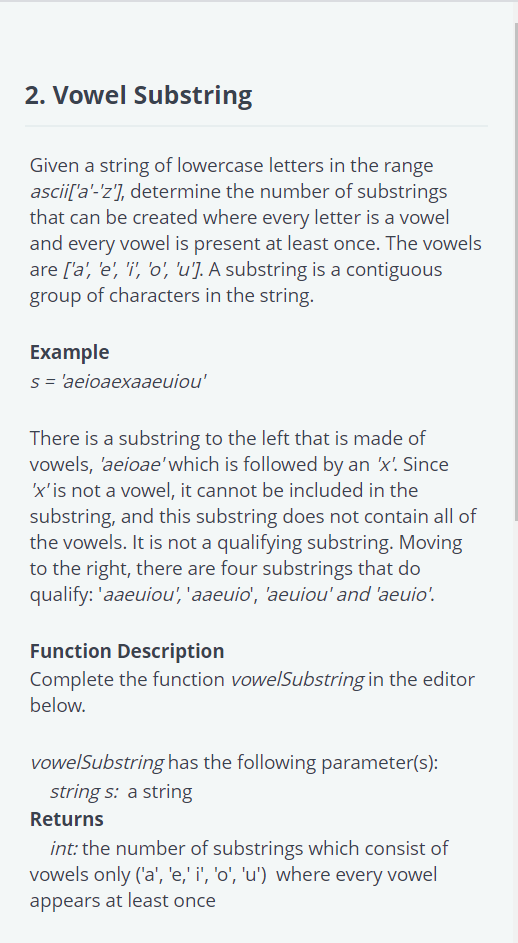 2. Vowel Substring
Given a string of lowercase letters in the range
ascii['a'-'z'], determine the number of substrings
that can be created where every letter is a vowel
and every vowel is present at least once. The vowels
are ['a', 'e', 'i', 'o', 'u']. A substring is a contiguous
group of characters in the string.
Example
s = 'aeioaexaaeuiou'
There is a substring to the left that is made of
vowels, 'aeioae' which is followed by an 'x'. Since
'x' is not a vowel, it cannot be included in the
substring, and this substring does not contain all of
the vowels. It is not a qualifying substring. Moving
to the right, there are four substrings that do
qualify: 'aaeuiou', 'aaeuio', 'aeuiou' and 'aeuio'.
Function Description
Complete the function vowelSubstring in the editor
below.
vowelSubstring has the following parameter(s):
string s: a string
Returns
int: the number of substrings which consist of
vowels only ('a', 'e,' i', 'o', 'u') where every vowel
appears at least once